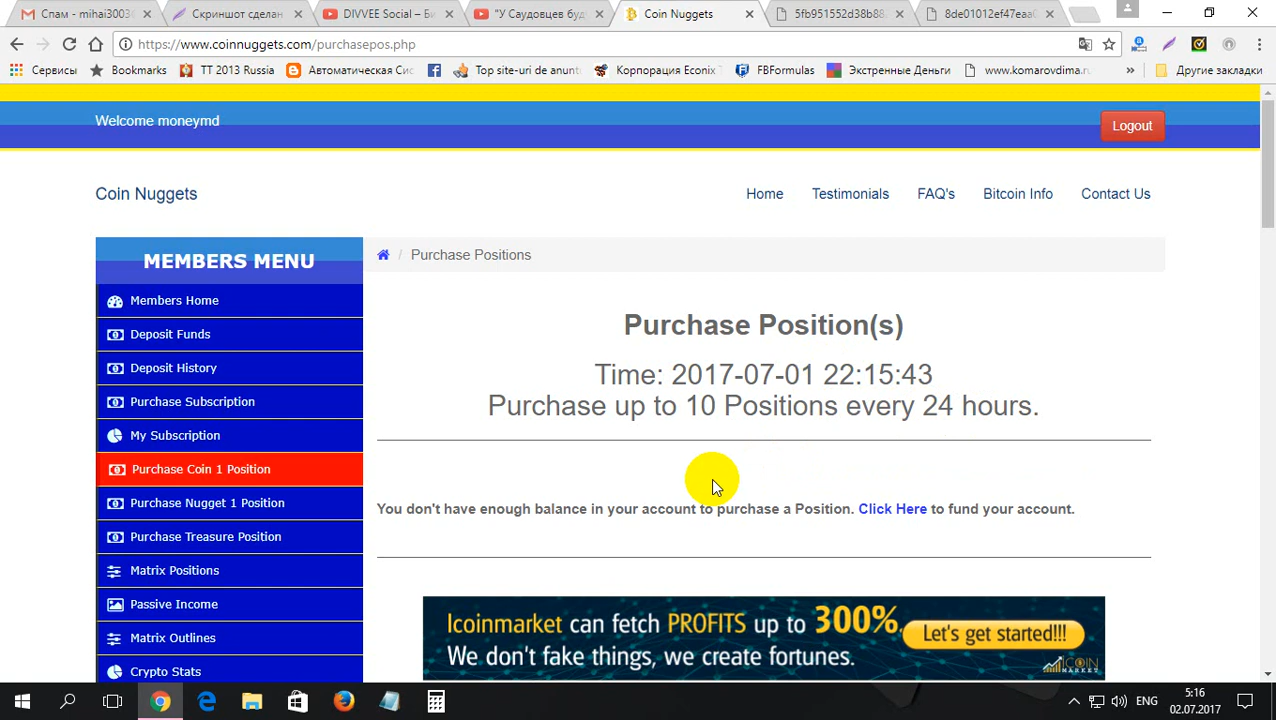 Спам - mihai3003
Скриншот сделан
DIVVEE Social – Б
"У Саудовцев буд
Coin Nuggets
5fb951552d38b88
8de01012ef47eaa
https://www.coinnuggets.com/purchasepos.php
Сервисы
Bookmarks
TT 2013 Russia
Автоматическая Сис
Top site-uri de anunt
Корпорация Econix
FBFormulas
Экстренные Деньги
www.komarovdima.ru
»
Другие закладки
Welcome moneymd
Logout
Coin Nuggets
Home Testimonials FAQ's Bitcoin Info Contact Us
MEMBERS MENU
Members Home
Deposit Funds
Deposit History
Purchase Subscription
My Subscription
Purchase Coin 1 Position
Purchase Nugget 1 Position
Purchase Treasure Position
Matrix Positions
Passive Income
Matrix Outlines
Crypto Stats
/ Purchase Positions
Purchase Position(s)
Time: 2017-07-01 22:15:43
Purchase up to 10 Positions every 24 hours.
You don't have enough balance in your account to purchase a Position. Click Here to fund your account.
Icoinmarket can fetch PROFITS up to 300%.
We don't fake things, we create fortunes.
Let's get started!!!
ICOIN
MARKET
ENG
5:16
02.07.2017